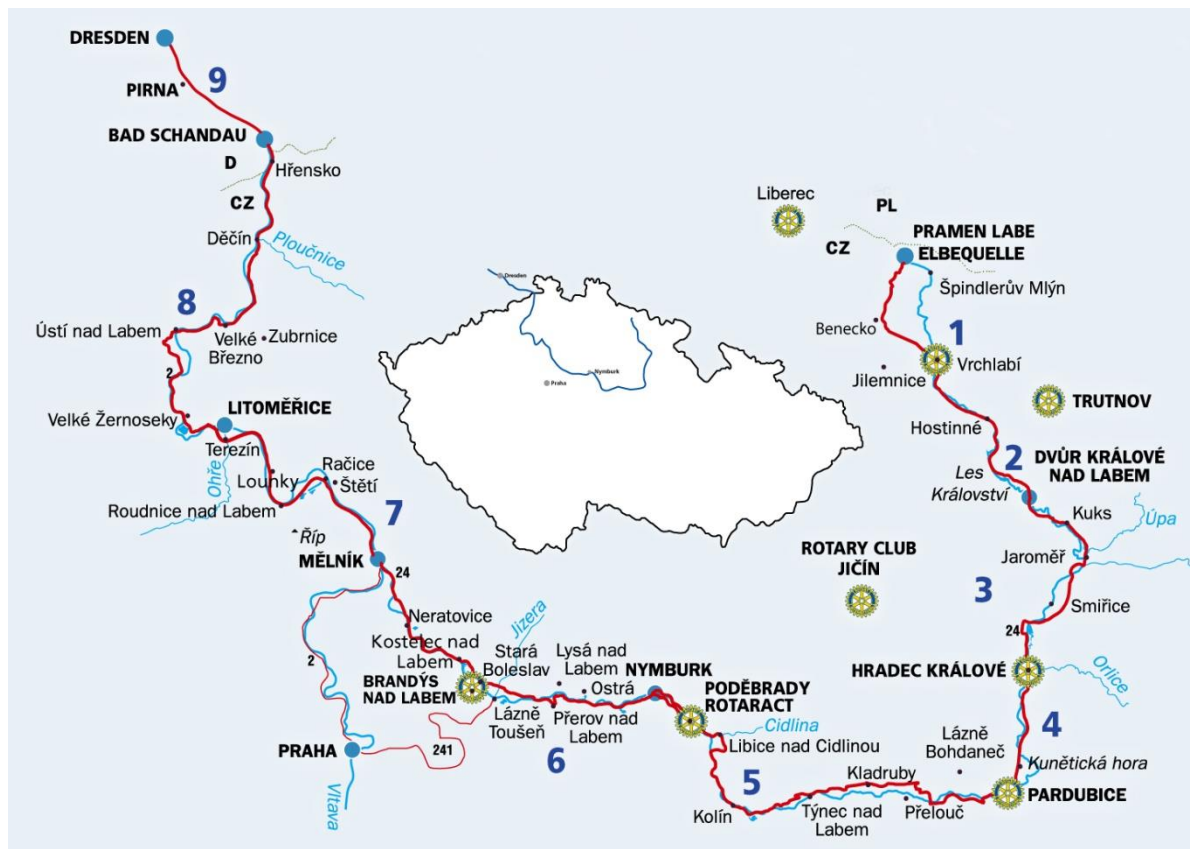 DRESDEN
9
PIRNA
BAD SCHANDAU
D
Hřensko
CZ
Děčín
Ploučnice
8
Ústí nad Labem
Velké
Březno
Zubrnice
2
Velké Žernoseky
LITOMĚŘICE
Terezín
Ohře
Lounky
Račice
Štětí
Roudnice nad Labem
7
Říp
MĚLNÍK
24
Neratovice
Jizera
Kostelec nad
Labem
Stará
Boleslav
BRANDÝS
NAD LABEM
Lázně
Toušeň
Lysá nad
Labem
Ostrá
Přerov nad
Labem
2
241
PRAHA
Vltava
6
NYMBURK
PODĚBRADY
ROTARACT
Cidlina
Libice nad Cidlinou
5
Kolín
Týnec nad
Labem
Kladruby
Přelouč
Lázně
Bohdaneč
Kunětická hora
PARDUBICE
4
HRADEC KRÁLOVÉ
Orlice
24
3
Smiřice
Jaroměř
Úpa
Kuks
ROTARY CLUB
JIČÍN
DVŮR KRÁLOVÉ
NAD LABEM
Les
Království
2
Hostinné
TRUTNOV
Jilemnice
Vrchlabí
1
Benecko
Špindlerův Mlýn
PRAMEN LABE
ELBEQUELLE
PL
CZ
Liberec
Dresden
Nymburk
Praha